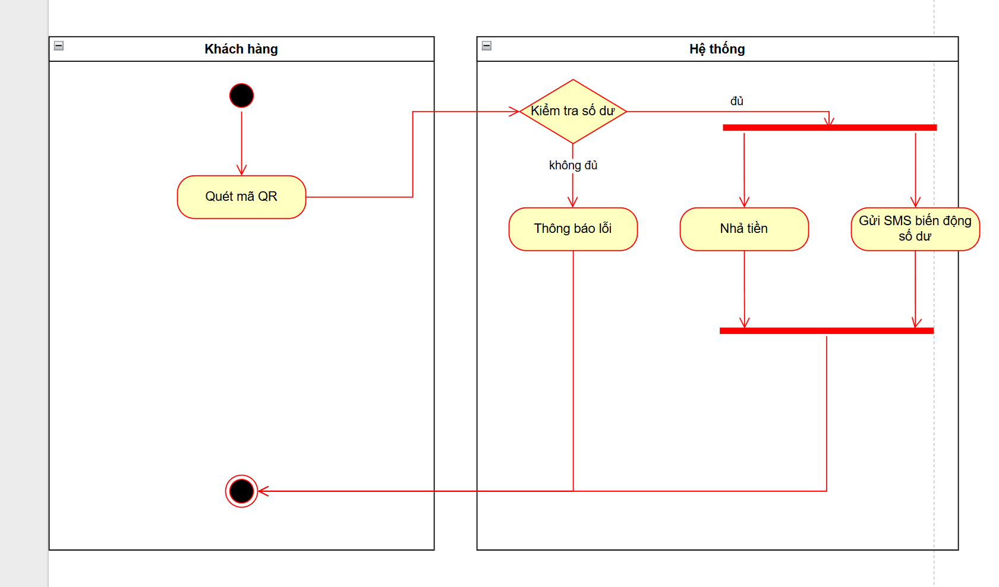 Khách hàng
Hệ thống
Kiểm tra số dư
đủ
không đủ
Quét mã QR
Thông báo lỗi
Nhả tiền
Gửi SMS biến động
số dư